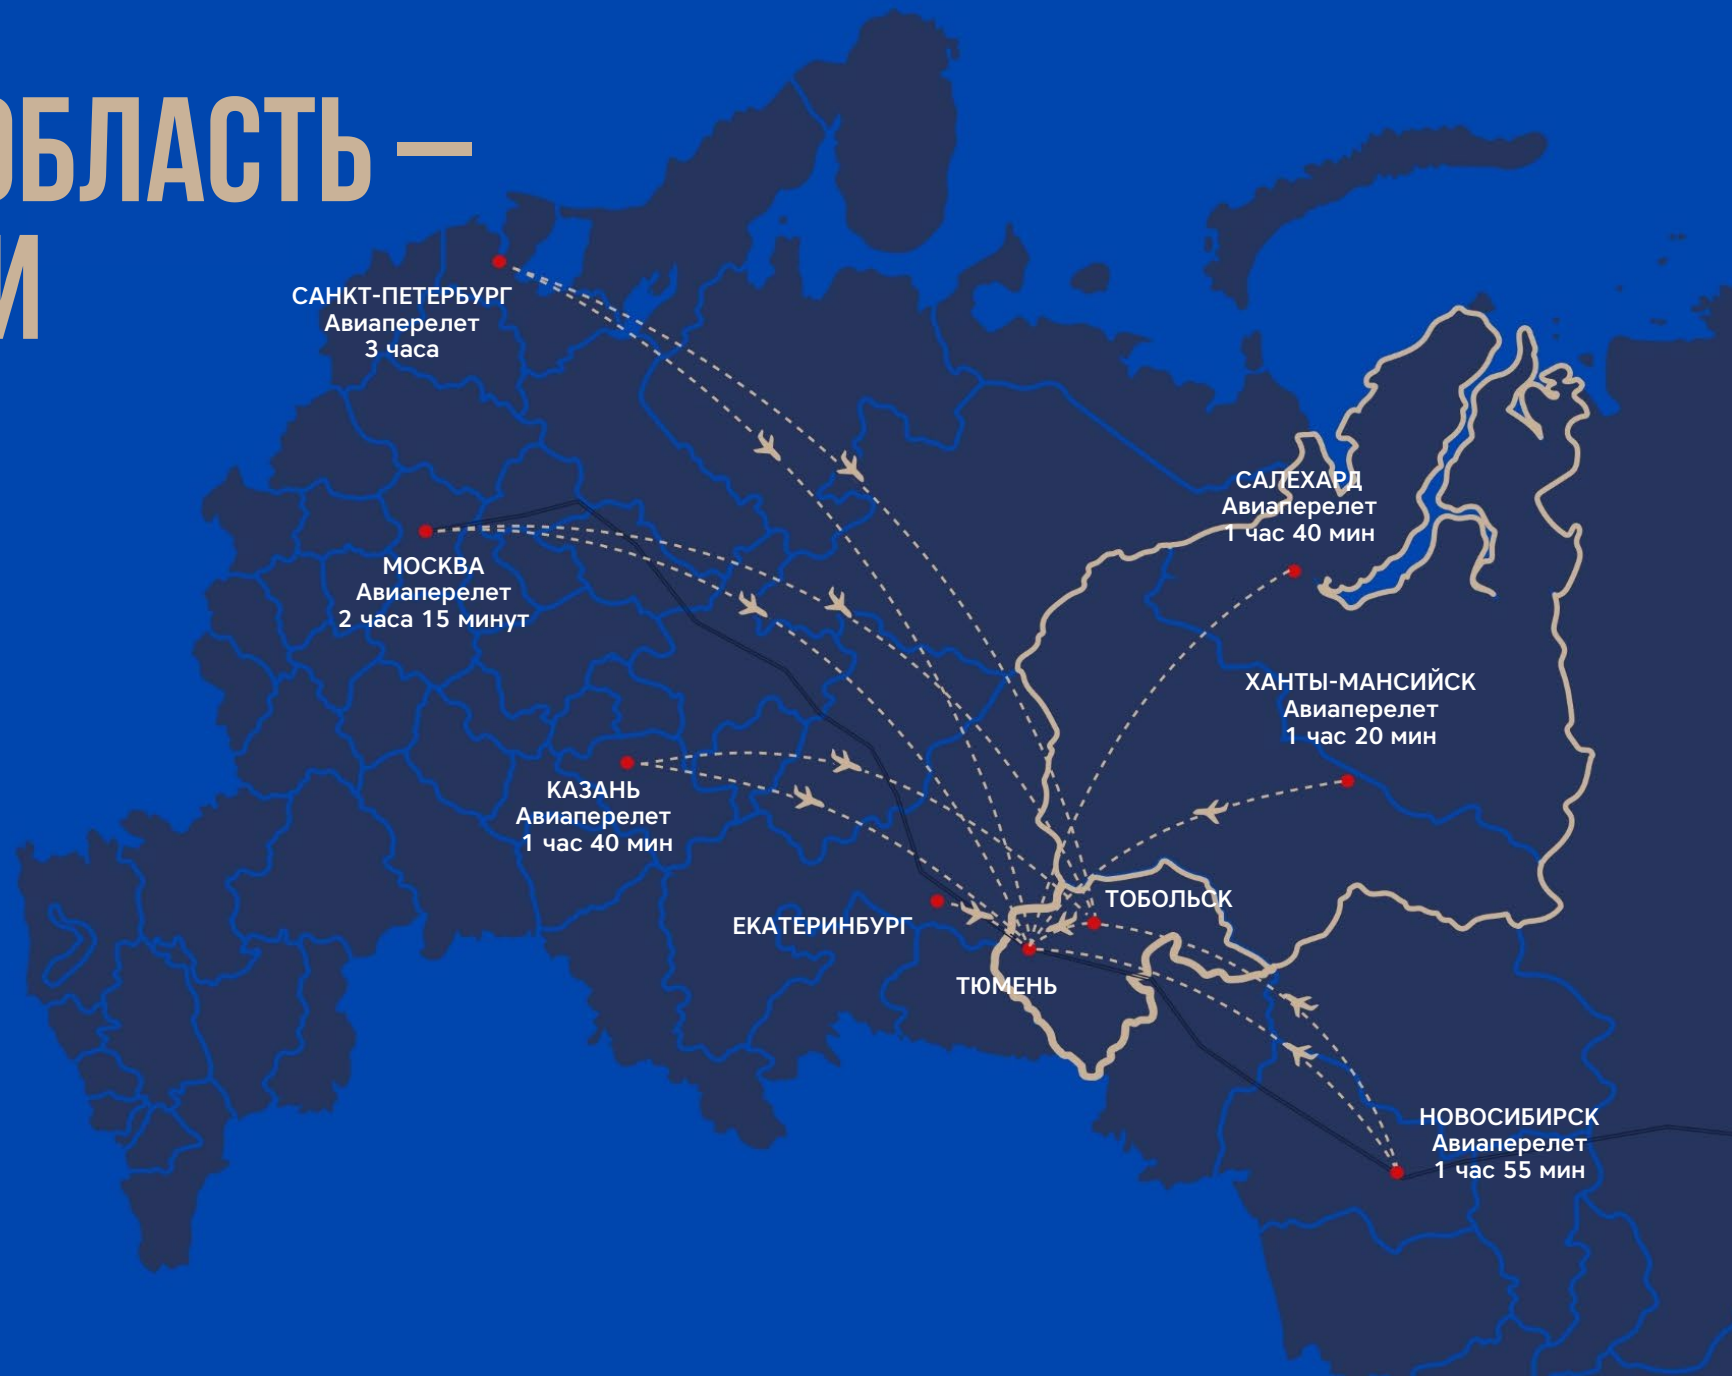 ОБЛАСТЬ —
И
САНКТ-ПЕТЕРБУРГ
Авиаперелет
3 часа
МОСКВА
Авиаперелет
2 часа 15 минут
САЛЕХАРД
Авиаперелет
1 час 40 мин
ХАНТЫ-МАНСИЙСК
Авиаперелет
1 час 20 мин
КАЗАНЬ
Авиаперелет
1 час 40 мин
ЕКАТЕРИНБУРГ
ТОБОЛЬСК
ТЮМЕНЬ
НОВОСИБИРСК
Авиаперелет
1 час 55 мин